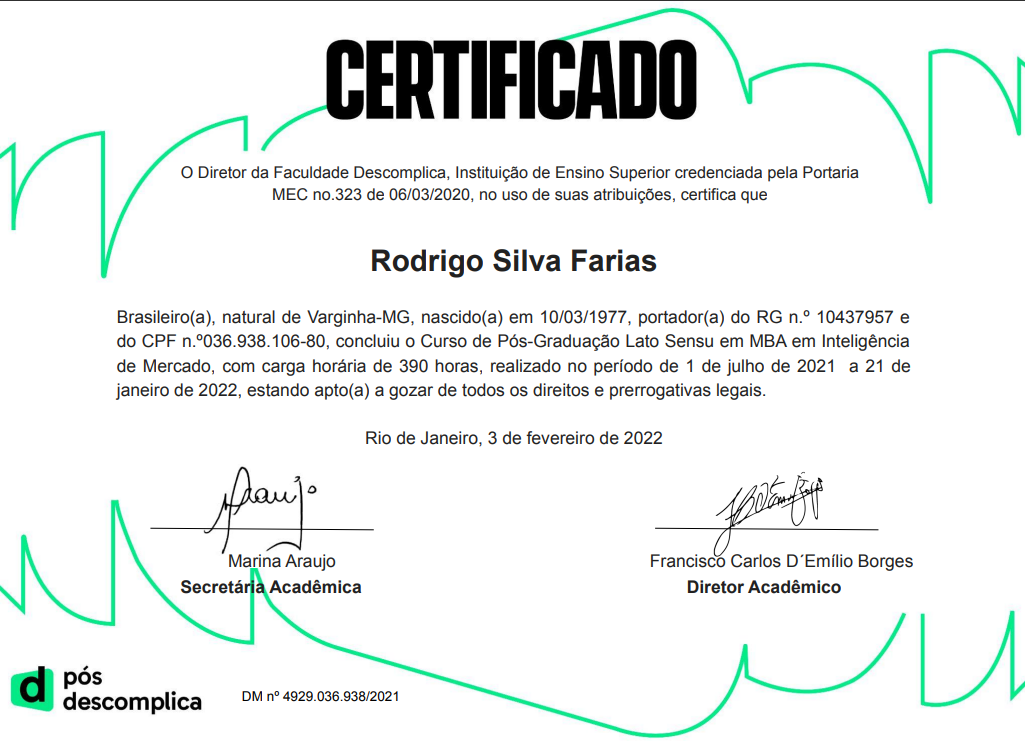 CERTIFICADO
O Diretor da Faculdade Descomplica, Instituição de Ensino Superior credenciada pela Portaria
MEC no.323 de 06/03/2020, no uso de suas atribuições, certifica que
Rodrigo Silva Farias
Brasileiro(a), natural de Varginha-MG, nascido(a) em 10/03/1977, portador(a) do RG n.º 10437957 e
do CPF n.º036.938.106-80, concluiu o Curso de Pós-Graduação Lato Sensu em MBA em Inteligência
de Mercado, com carga horária de 390 horas, realizado no período de 1 de julho de 2021 a 21 de
janeiro de 2022, estando apto(a) a gozar de todos os direitos e prerrogativas legais.
Rio de Janeiro, 3 de fevereiro de 2022
Marina Araujo
Secretária Acadêmica
Francisco Carlos D´Emílio Borges
Diretor Acadêmico
d pós
descomplica
DM nº 4929.036.938/2021